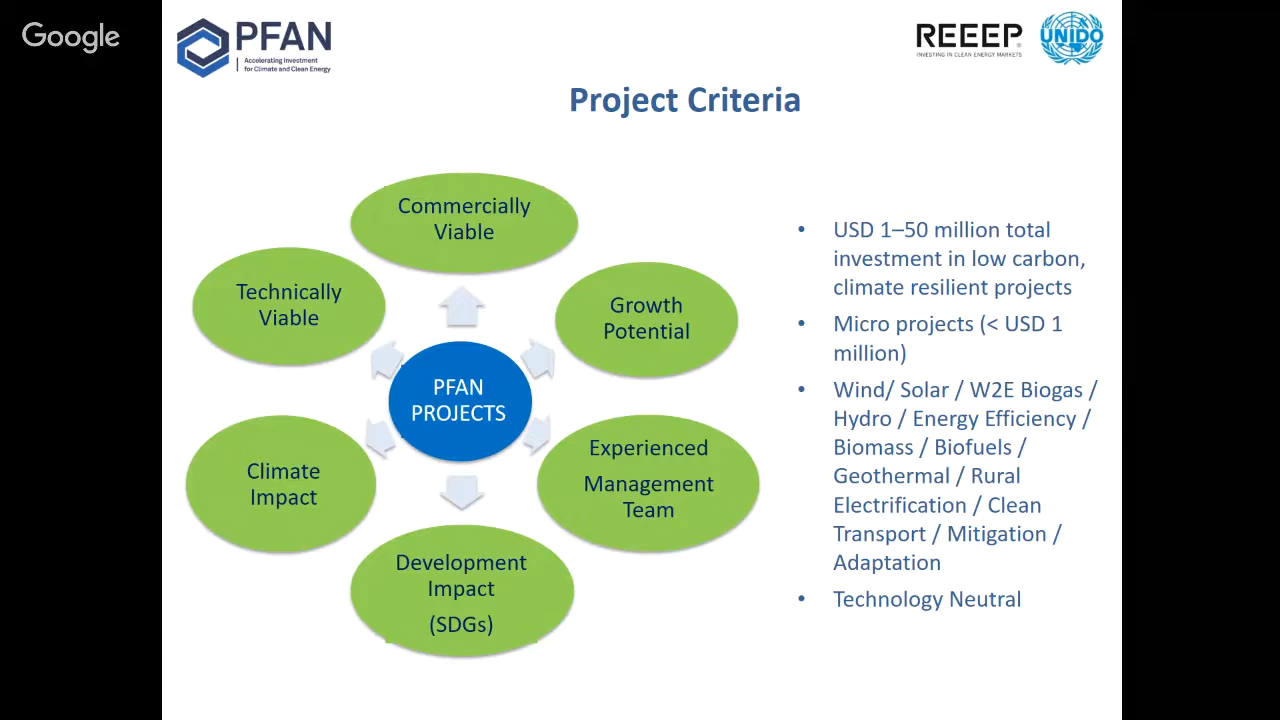 Google
PFAN
Accelerating Investment
for Climate and Clean Energy
REEEP
INVESTING IN CLEAN ENERGY MARKETS
UNIDO
Project Criteria
Commercially
Viable
Technically
Viable
Growth
Potential
PFAN
PROJECTS
Climate
Impact
Experienced
Management
Team
Development
Impact
(SDGs)
• USD 1–50 million total
investment in low carbon,
climate resilient projects
• Micro projects (< USD 1
million)
• Wind/ Solar / W2E Biogas /
Hydro / Energy Efficiency /
Biomass / Biofuels /
Geothermal / Rural
Electrification / Clean
Transport / Mitigation /
Adaptation
• Technology Neutral